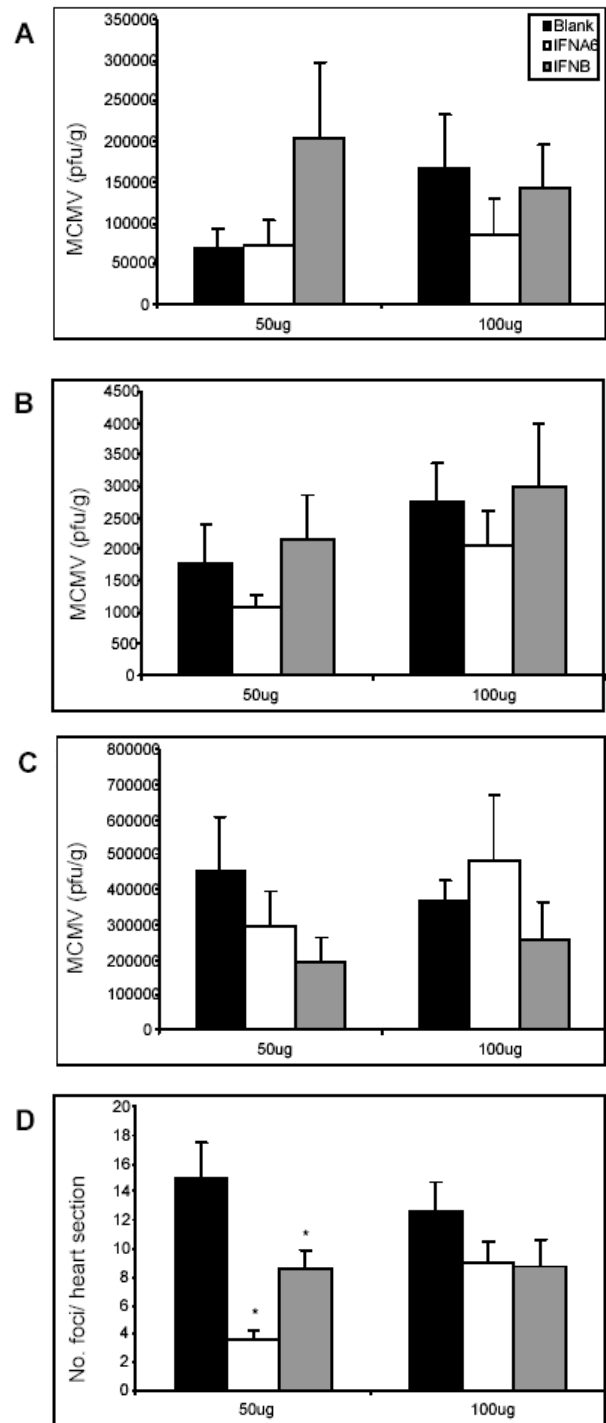 A
Blank
IFNA6
IFNB
MCMV (pfu/g)
350000
300000
250000
200000
150000
100000
50000
0
50ug 100ug
B
MCMV (pfu/g)
4500
4000
3500
3000
2500
2000
1500
1000
500
0
50ug 100ug
C
MCMV (pfu/g)
800000
700000
600000
500000
400000
300000
200000
100000
0
50ug 100ug
D
No. foci/ heart section
20
18
16
14
12
10
8
6
4
2
0
* *
50ug 100ug